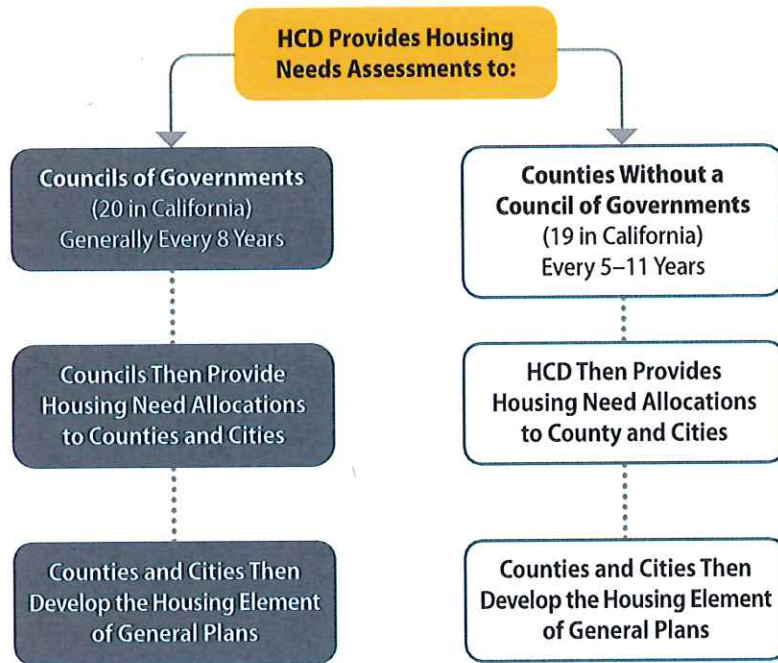 HCD Provides Housing
Needs Assessments to:
Councils of Governments
(20 in California)
Generally Every 8 Years
Counties Without a
Council of Governments
(19 in California)
Every 5–11 Years
Councils Then Provide
Housing Need Allocations
to Counties and Cities
HCD Then Provides
Housing Need Allocations
to County and Cities
Counties and Cities Then
Develop the Housing Element
of General Plans
Counties and Cities Then
Develop the Housing Element
of General Plans